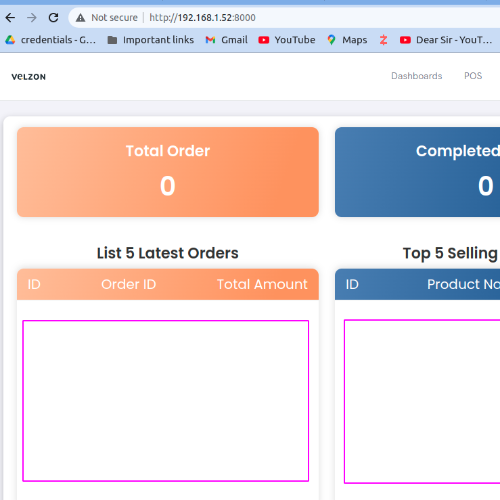 Not secure | http://192.168.1.52:8000
credentials - G... Important links Gmail YouTube Maps Dear Sir - YouT...
VELZON Dashboards POS
Total Order Completed
0 0
List 5 Latest Orders Top 5 Selling
ID Order ID Total Amount ID Product Na